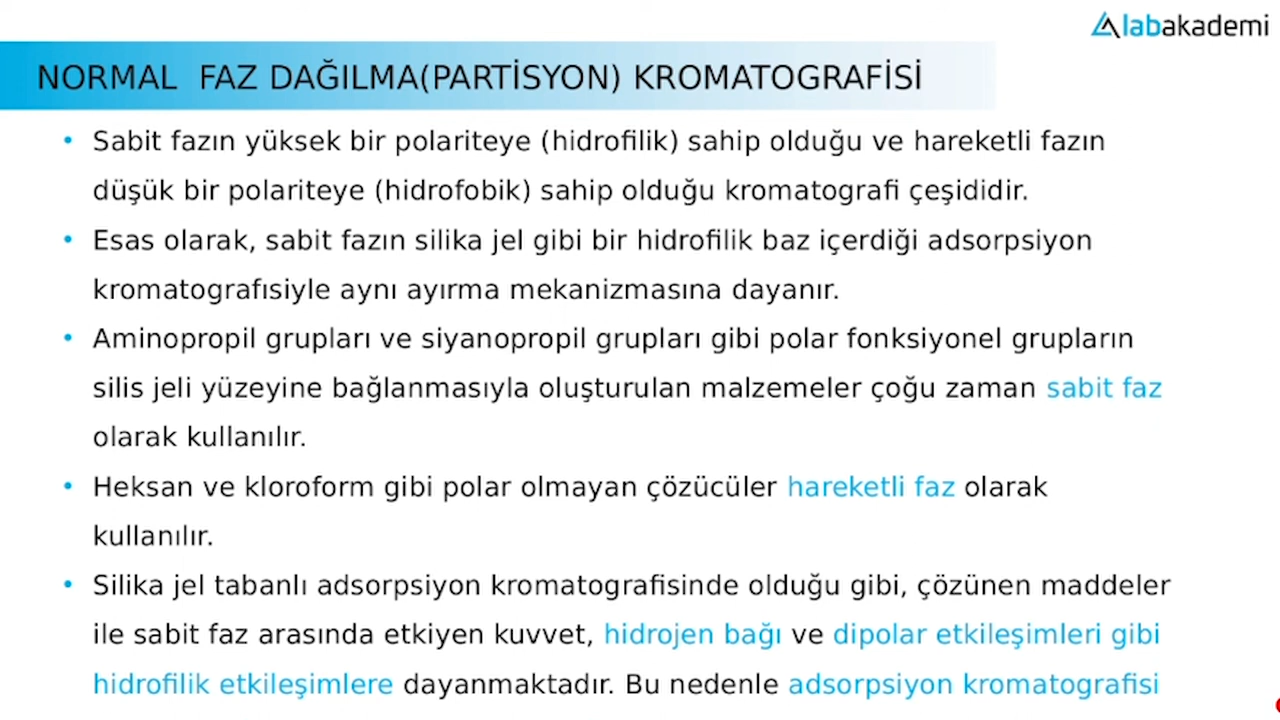 labakademi
NORMAL FAZ DAĞILMA(PARTİSYON) KROMATOGRAFİSİ
• Sabit fazın yüksek bir polariteye (hidrofilik) sahip olduğu ve hareketli fazın
düşük bir polariteye (hidrofobik) sahip olduğu kromatografi çeşididir.
• Esas olarak, sabit fazın silika jel gibi bir hidrofilik baz içerdiği adsorpsiyon
kromatografısiyle aynı ayırma mekanizmasına dayanır.
• Aminopropil grupları ve siyanopropil grupları gibi polar fonksiyonel grupların
silis jeli yüzeyine bağlanmasıyla oluşturulan malzemeler çoğu zaman sabit faz
olarak kullanılır.
• Heksan ve kloroform gibi polar olmayan çözücüler hareketli faz olarak
kullanılır.
• Silika jel tabanlı adsorpsiyon kromatografisinde olduğu gibi, çözünen maddeler
ile sabit faz arasında etkiyen kuvvet, hidrojen bağı ve dipolar etkileşimleri gibi
hidrofilik etkileşimlere dayanmaktadır. Bu nedenle adsorpsiyon kromatografisi